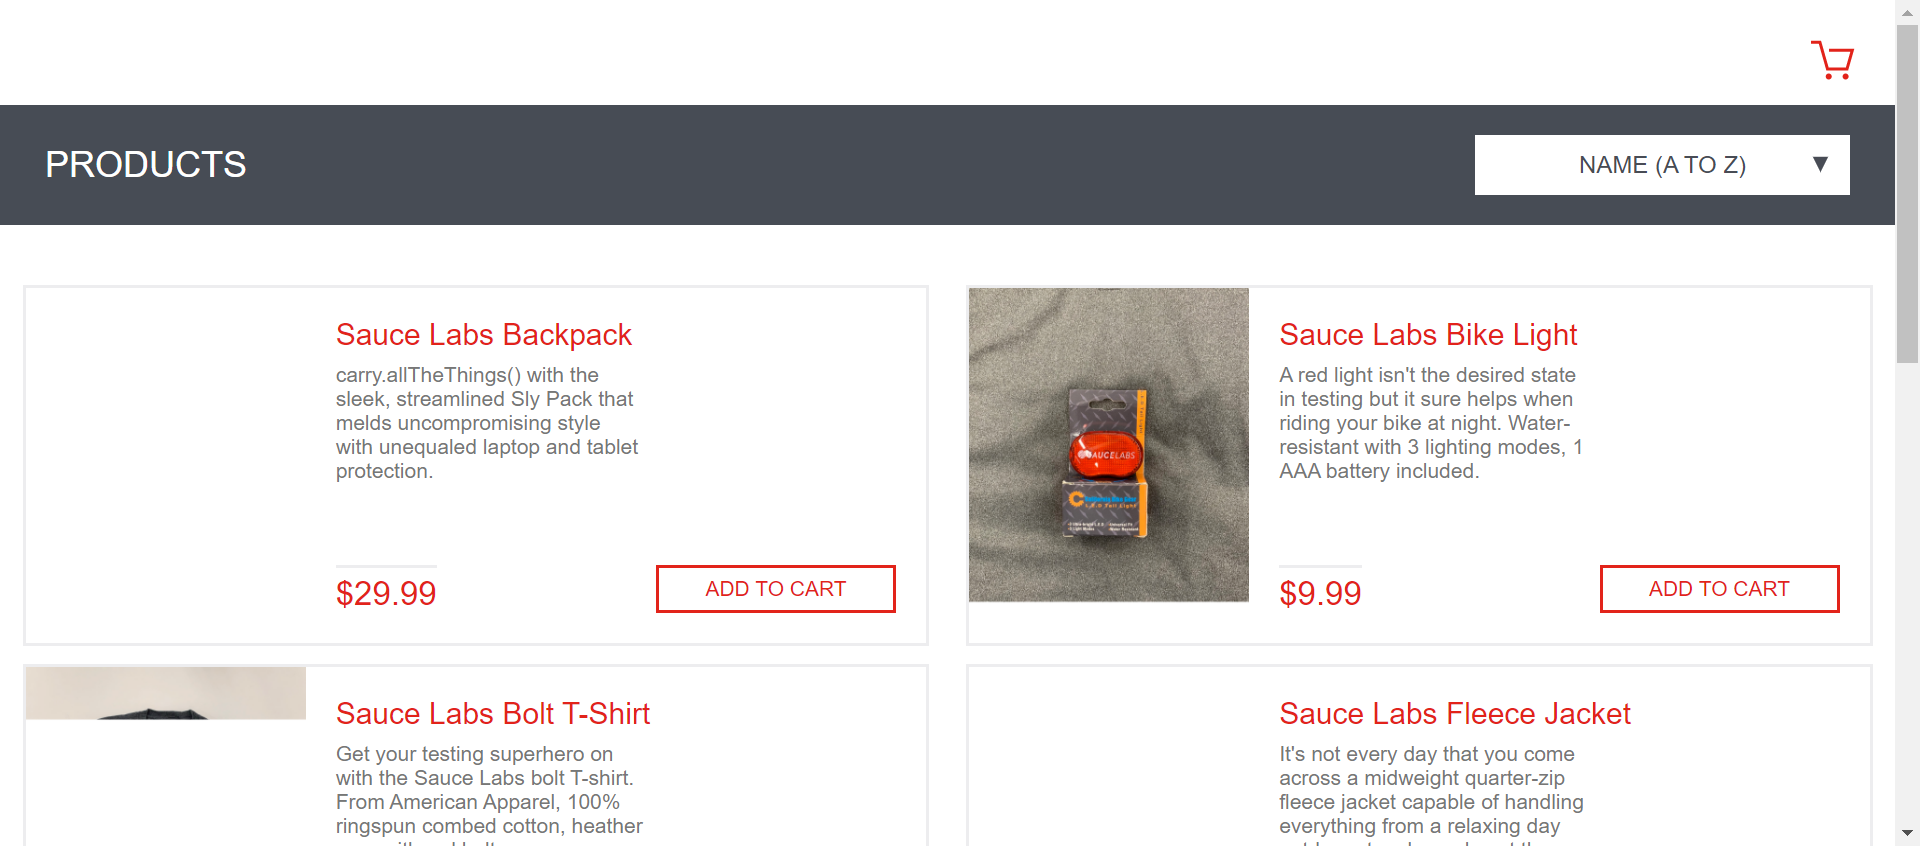 PRODUCTS
NAME (A TO Z)
Sauce Labs Backpack
carry.allTheThings() with the
sleek, streamlined Sly Pack that
melds uncompromising style
with unequaled laptop and tablet
protection.
$29.99
ADD TO CART
SAUCELABS
Sauce Labs Bike Light
A red light isn't the desired state
in testing but it sure helps when
riding your bike at night. Water-
resistant with 3 lighting modes, 1
AAA battery included.
$9.99
ADD TO CART
Sauce Labs Bolt T-Shirt
Get your testing superhero on
with the Sauce Labs bolt T-shirt.
From American Apparel, 100%
ringspun combed cotton, heather
Sauce Labs Fleece Jacket
It's not every day that you come
across a midweight quarter-zip
fleece jacket capable of handling
everything from a relaxing day